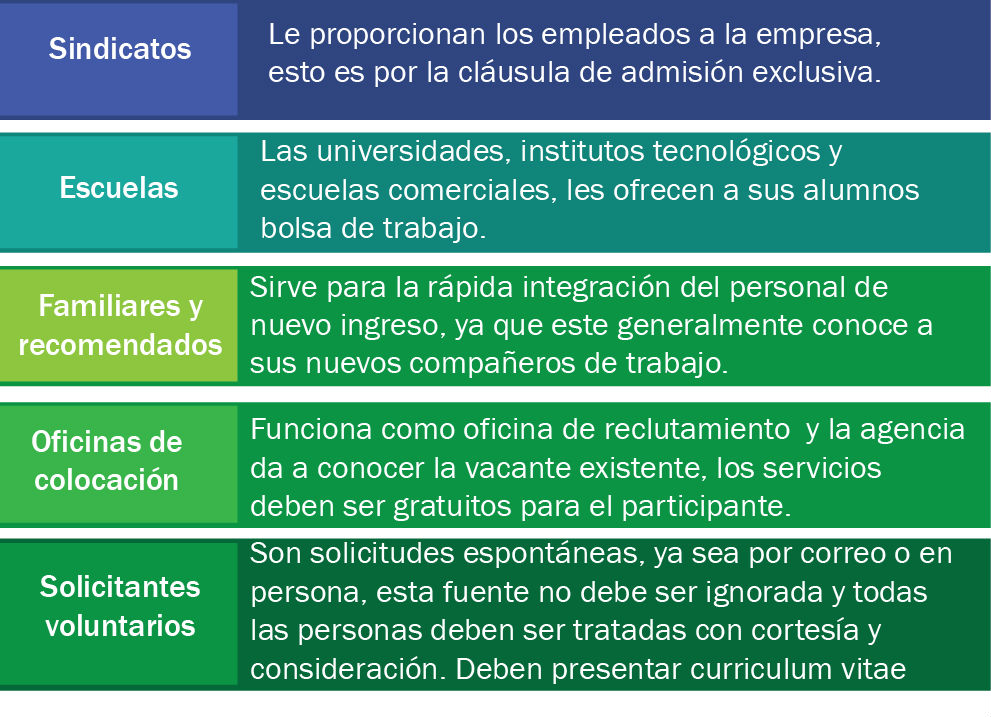 Sindicatos
Le proporcionan los empleados a la empresa,
esto es por la cláusula de admisión exclusiva.
Escuelas
Las universidades, institutos tecnológicos y
escuelas comerciales, les ofrecen a sus alumnos
bolsa de trabajo.
Familiares y
recomendados
Sirve para la rápida integración del personal de
nuevo ingreso, ya que este generalmente conoce a
sus nuevos compañeros de trabajo.
Oficinas de
colocación
Funciona como oficina de reclutamiento  y la agencia
da a conocer la vacante existente, los servicios
deben ser gratuitos para el participante.
Solicitantes
voluntarios
Son solicitudes espontáneas, ya sea por correo o en
persona, esta fuente no debe ser ignorada y todas
las personas deben ser tratadas con cortesía y
consideración. Deben presentar curriculum vitae